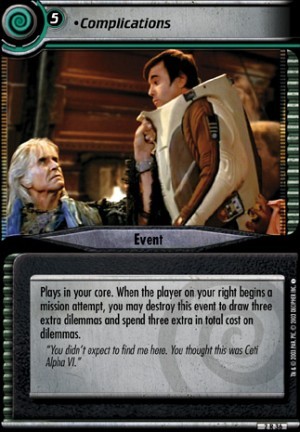 5
•Complications
Event
Plays in your core. When the player on your right begins a
mission attempt, you may destroy this event to draw three
extra dilemmas and spend three extra in total cost on
dilemmas.
"You didn't expect to find me here. You thought this was Ceti
Alpha VI."